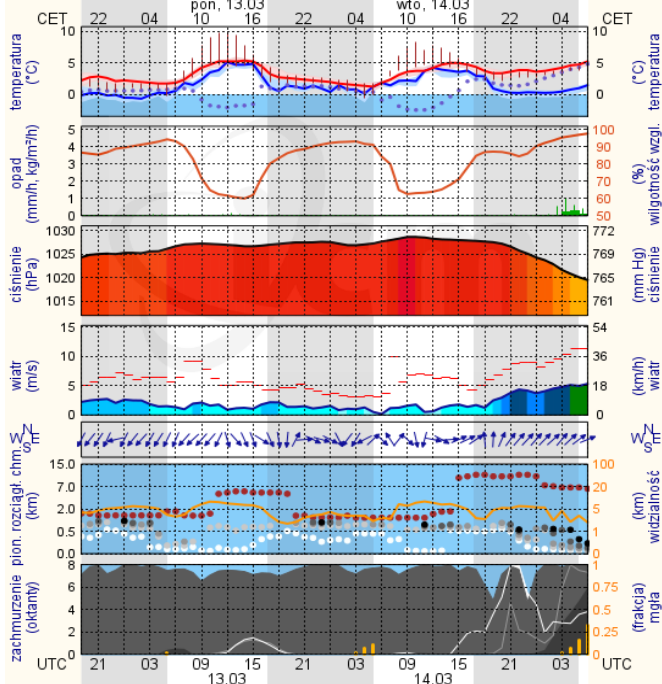 pon, 13.03 wto, 14.03
CET 22 04 10 16 22 04 10 14.03 16 22 04 CET
10 5 0 temperatura (°C) 10 5 0 temperatura (°C)
5 4 3 2 1 0 opad (mm/h, kg/m²/h) 100 90 80 70 60 50 (%) wilgotność wzgl.
1030 1025 1020 1015 ciśnienie (hPa) 772 769 765 761 (mm Hg) ciśnienie
15 10 5 0 wiatr (m/s) 54 36 18 0 (km/h) wiatr
N W E S N W E S
15.0 7.0 2.0 0.5 0.0 pion. rozciągł. chm. (km) 100 20 5 1 0 (km) widzialność
8 6 4 2 0 zachmurzenie (oktanty) 1 0.75 0.5 0.25 0 (frakcja) mgła
UTC 21 03 09 15 21 03 09 15 21 03 UTC
13.03 14.03